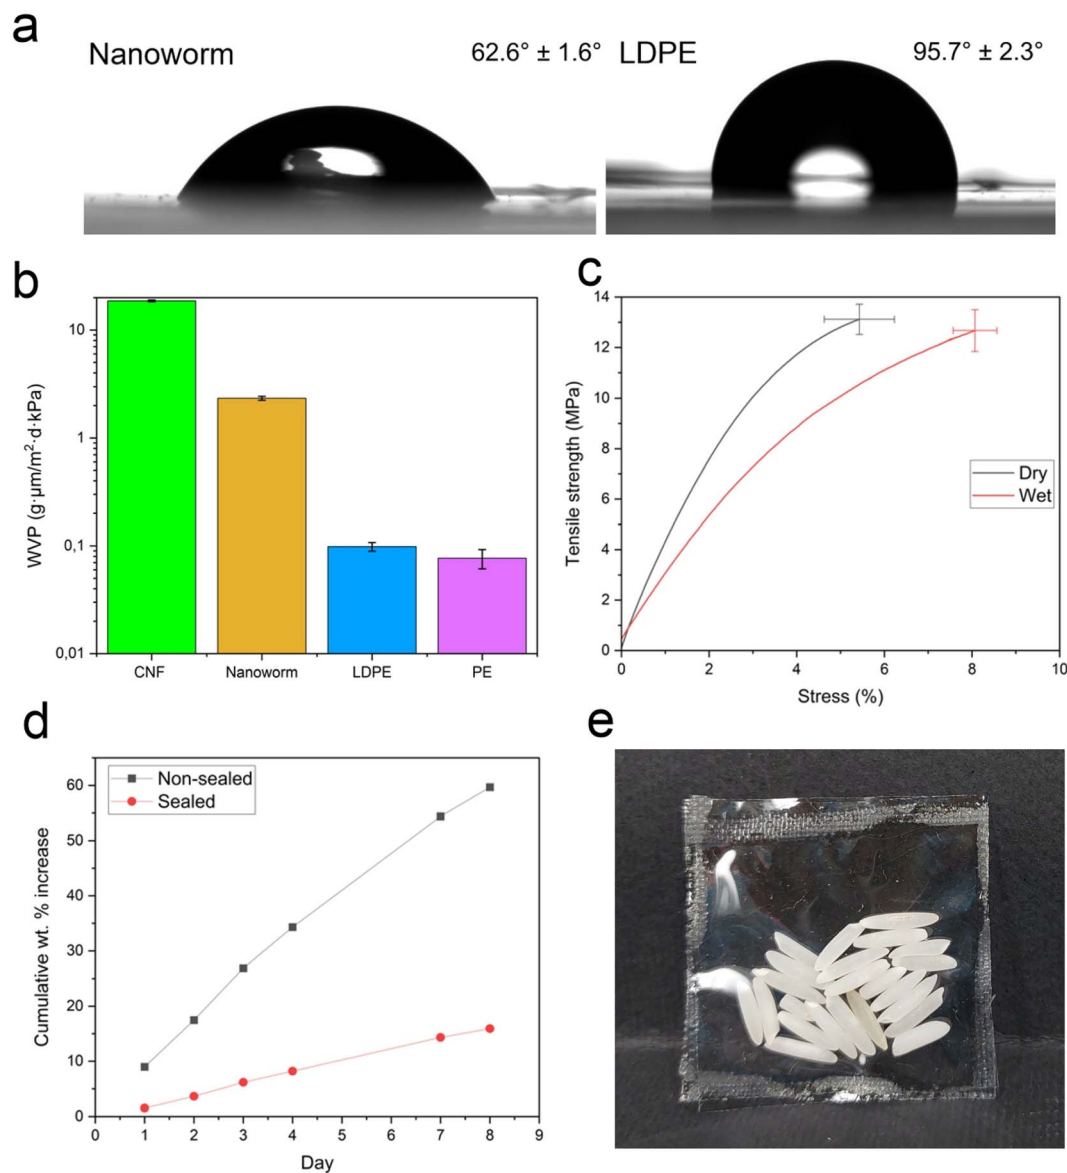 a
Nanoworm 62.6° ± 1.6°
LDPE 95.7° ± 2.3°
b
WVP (g·µm/m²·d·kPa)
10
1
0,1
0,01
CNF Nanoworm LDPE PE
c
Tensile strength (MPa)
14
12
10
8
6
4
2
0
Dry
Wet
0 2 4 6 8 10
Stress (%)
d
Cumulative wt. % increase
60
50
40
30
20
10
0
Non-sealed
Sealed
0 1 2 3 4 5 6 7 8 9
Day
e